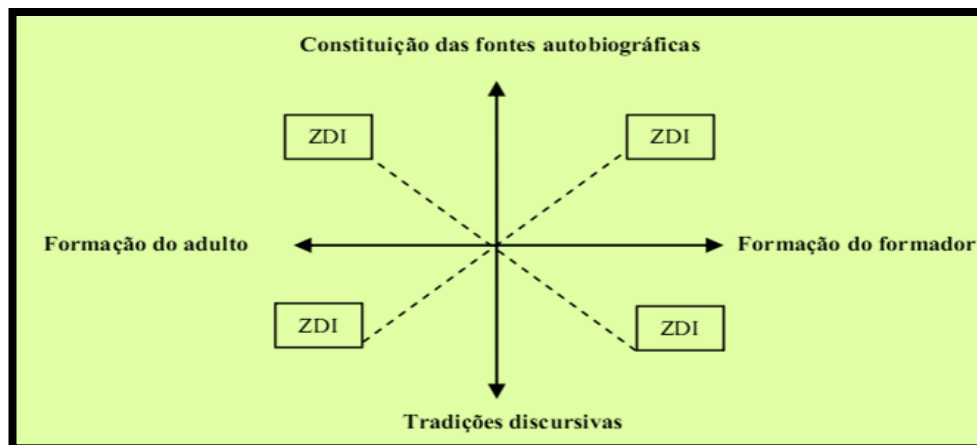 Constituição das fontes autobiográficas
ZDI
ZDI
Formação do adulto
Formação do formador
ZDI
ZDI
Tradições discursivas